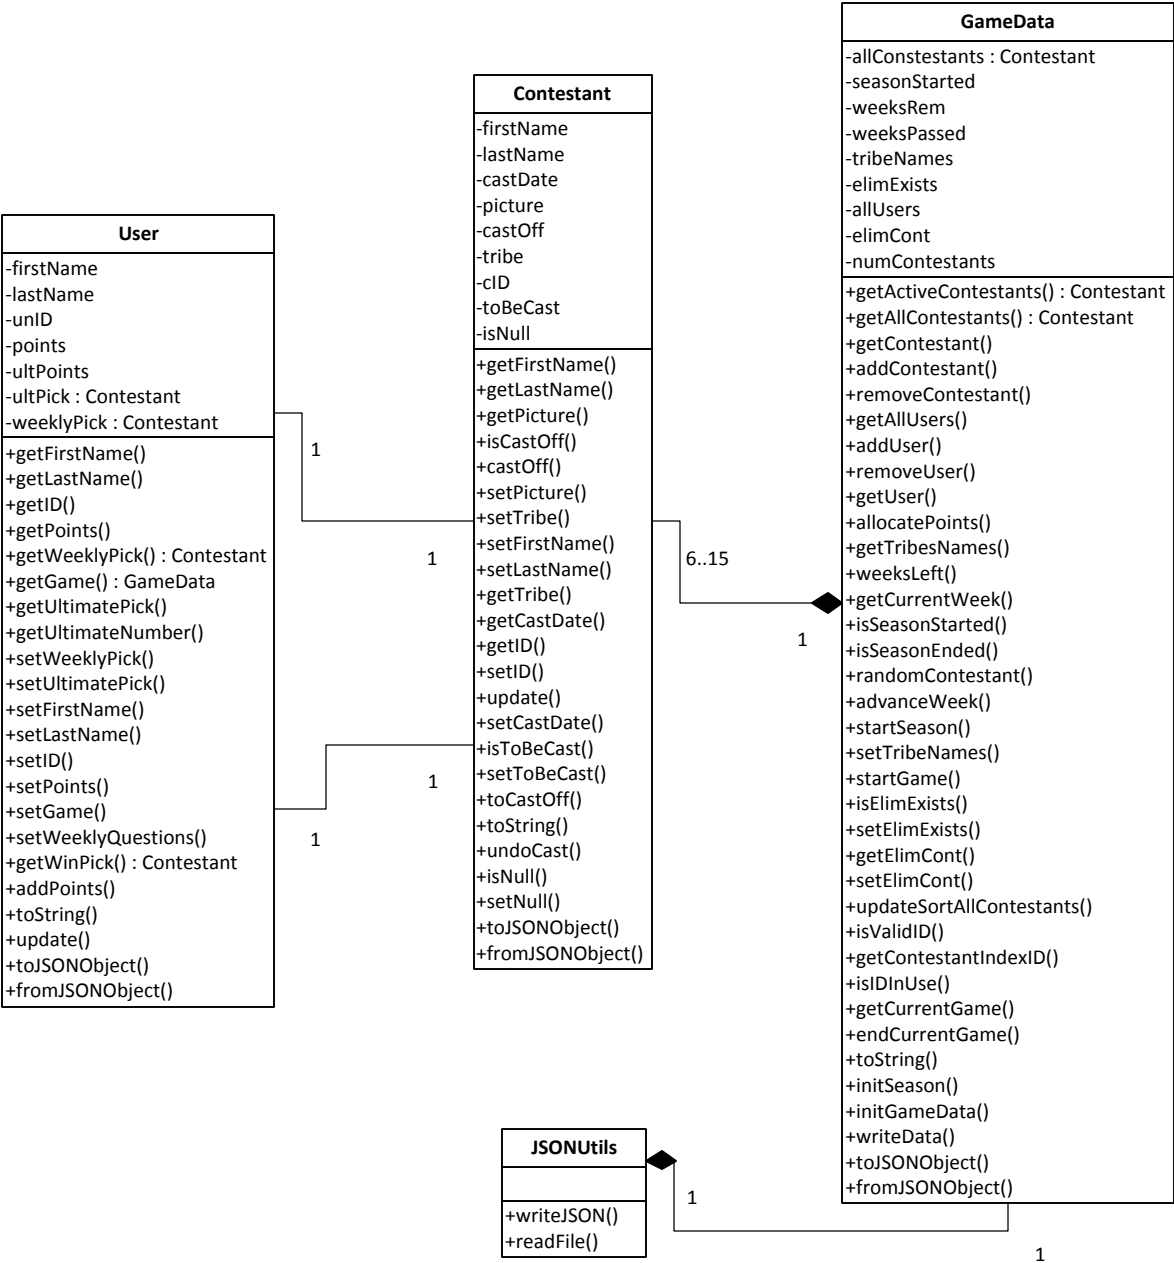 GameData
-allConstestants : Contestant
-seasonStarted
-weeksRem
-weeksPassed
-tribeNames
-elimExists
-allUsers
-elimCont
-numContestants
+getActiveContestants() : Contestant
+getAllContestants() : Contestant
+getContestant()
+addContestant()
+removeContestant()
+getAllUsers()
+addUser()
+removeUser()
+getUser()
+allocatePoints()
+getTribesNames()
+weeksLeft()
+getCurrentWeek()
+isSeasonStarted()
+isSeasonEnded()
+randomContestant()
+advanceWeek()
+startSeason()
+setTribeNames()
+startGame()
+isElimExists()
+setElimExists()
+getElimCont()
+setElimCont()
+updateSortAllContestants()
+isValidID()
+getContestantIndexID()
+isIDInUse()
+getCurrentGame()
+endCurrentGame()
+toString()
+initSeason()
+initGameData()
+writeData()
+toJSONObject()
+fromJSONObject()
Contestant
-firstName
-lastName
-castDate
-picture
-castOff
-tribe
-cID
-toBeCast
-isNull
+getFirstName()
+getLastName()
+getPicture()
+isCastOff()
+castOff()
+setPicture()
+setTribe()
+setFirstName()
+setLastName()
+getTribe()
+getCastDate()
+getID()
+setID()
+update()
+setCastDate()
+isToBeCast()
+setToBeCast()
+toCastOff()
+toString()
+undoCast()
+isNull()
+setNull()
+toJSONObject()
+fromJSONObject()
User
-firstName
-lastName
-unID
-points
-ultPoints
-ultPick : Contestant
-weeklyPick : Contestant
+getFirstName()
+getLastName()
+getID()
+getPoints()
+getWeeklyPick() : Contestant
+getGame() : GameData
+getUltimatePick()
+getUltimateNumber()
+setWeeklyPick()
+setUltimatePick()
+setFirstName()
+setLastName()
+setID()
+setPoints()
+setGame()
+setWeeklyQuestions()
+getWinPick() : Contestant
+addPoints()
+toString()
+update()
+toJSONObject()
+fromJSONObject()
1
1
6..15
1
1
1
JSONUtils
+writeJSON()
+readFile()
1
1